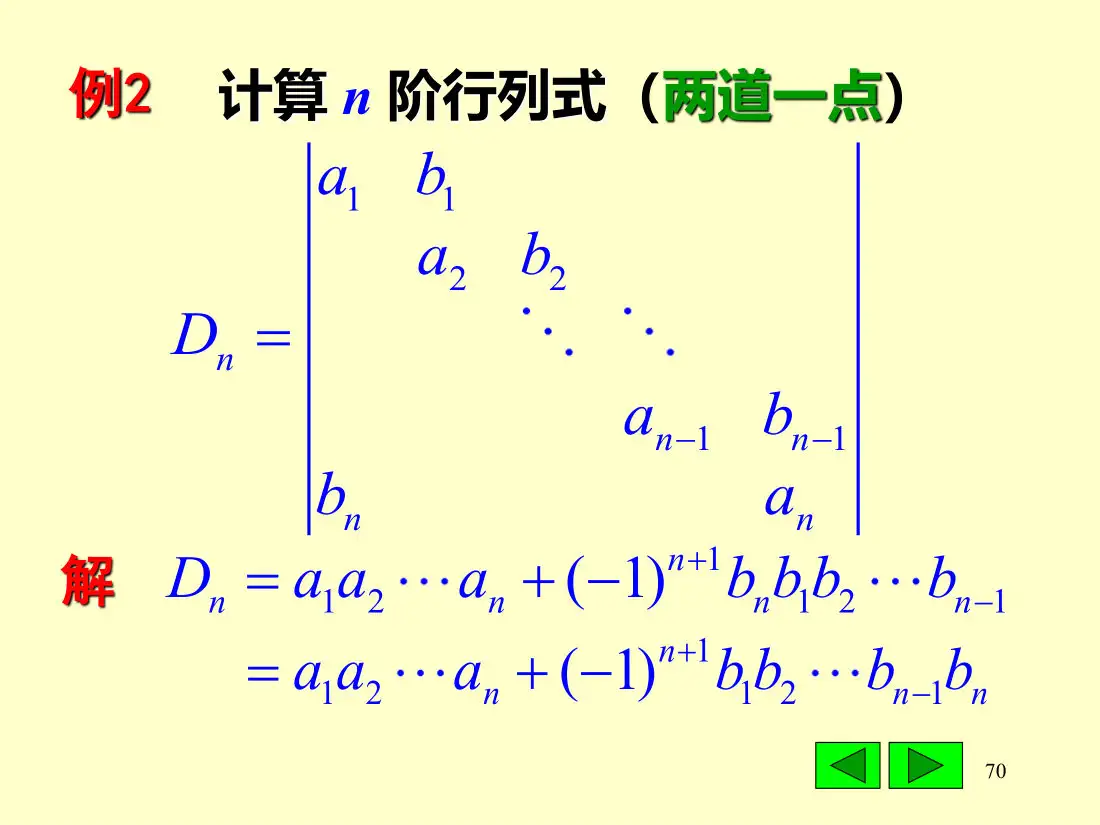 例2 计算 n 阶行列式（两道一点）
a₁ b₁
a₂ b₂
Dₙ = ⋱ ⋱
aₙ₋₁ bₙ₋₁
bₙ aₙ
解 Dₙ = a₁a₂⋯aₙ + (−1)ⁿ⁺¹bₙb₁b₂⋯bₙ₋₁
= a₁a₂⋯aₙ + (−1)ⁿ⁺¹b₁b₂⋯bₙ₋₁bₙ
70